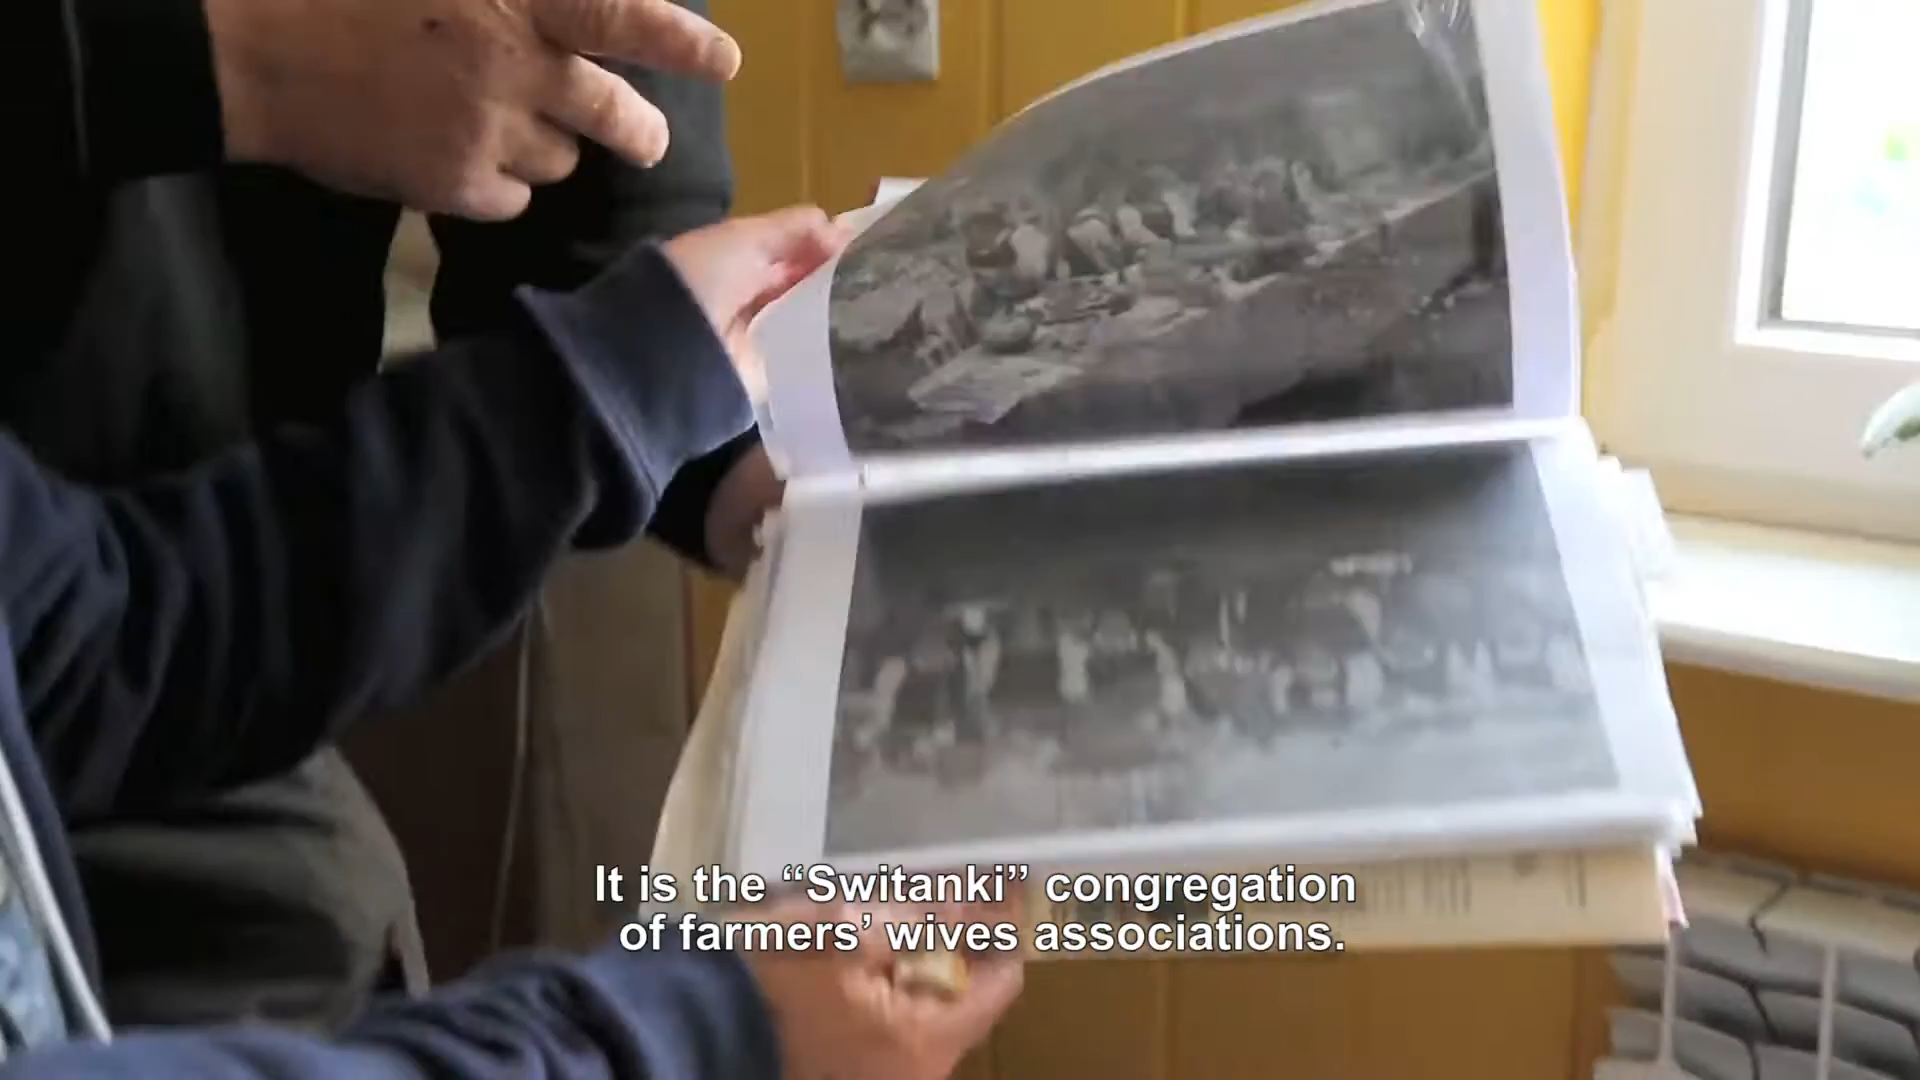 It is the “Switanki” congregation
of farmers’ wives associations.